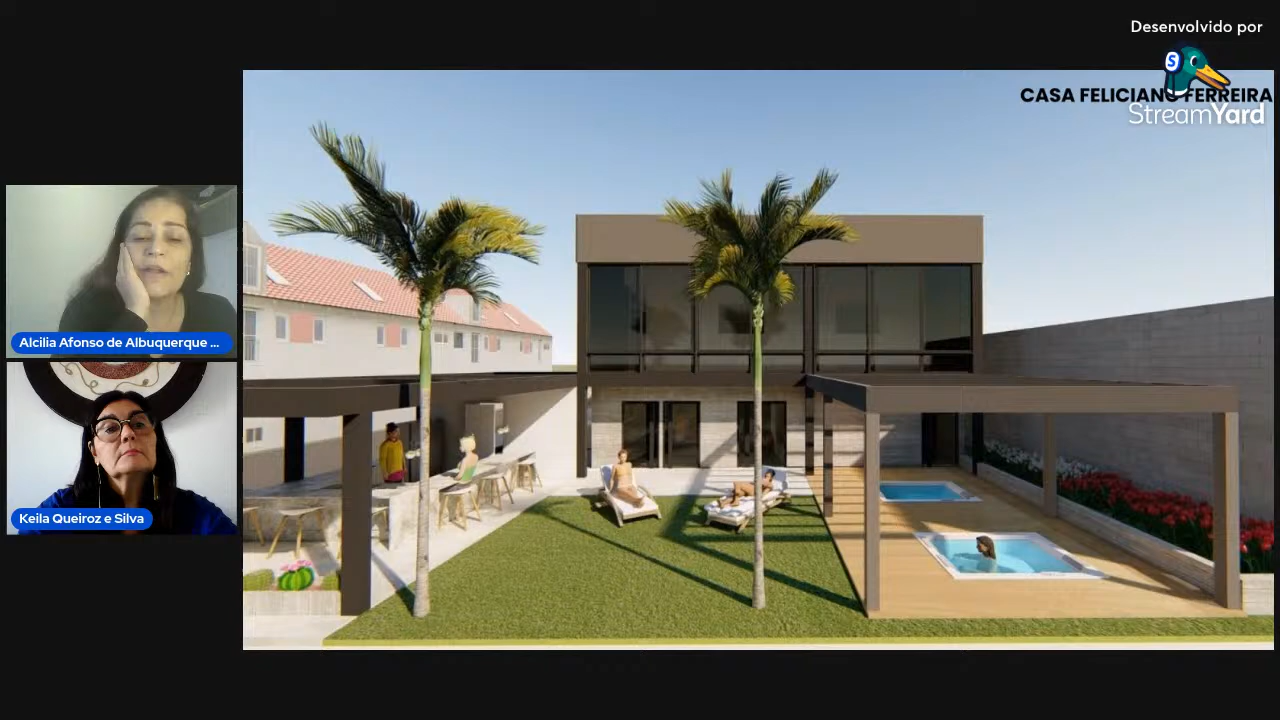 Desenvolvido por
S
CASA FELICIANO FERREIRA
StreamYard
Alcilia Afonso de Albuquerque ...
Keila Queiroz e Silva